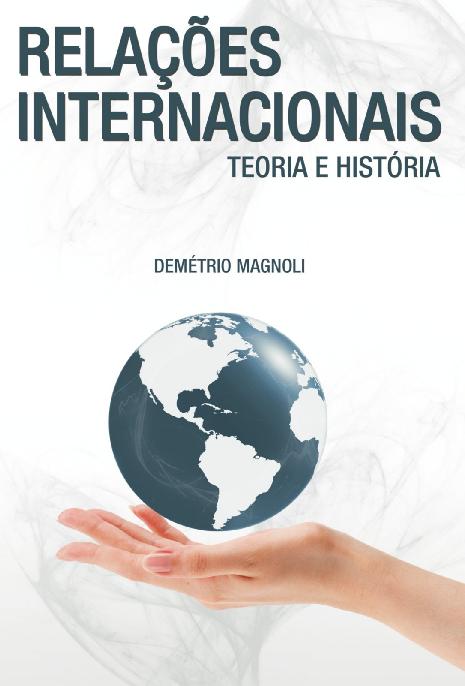 RELAÇÕES
INTERNACIONAIS
TEORIA E HISTÓRIA
DEMÉTRIO MAGNOLI